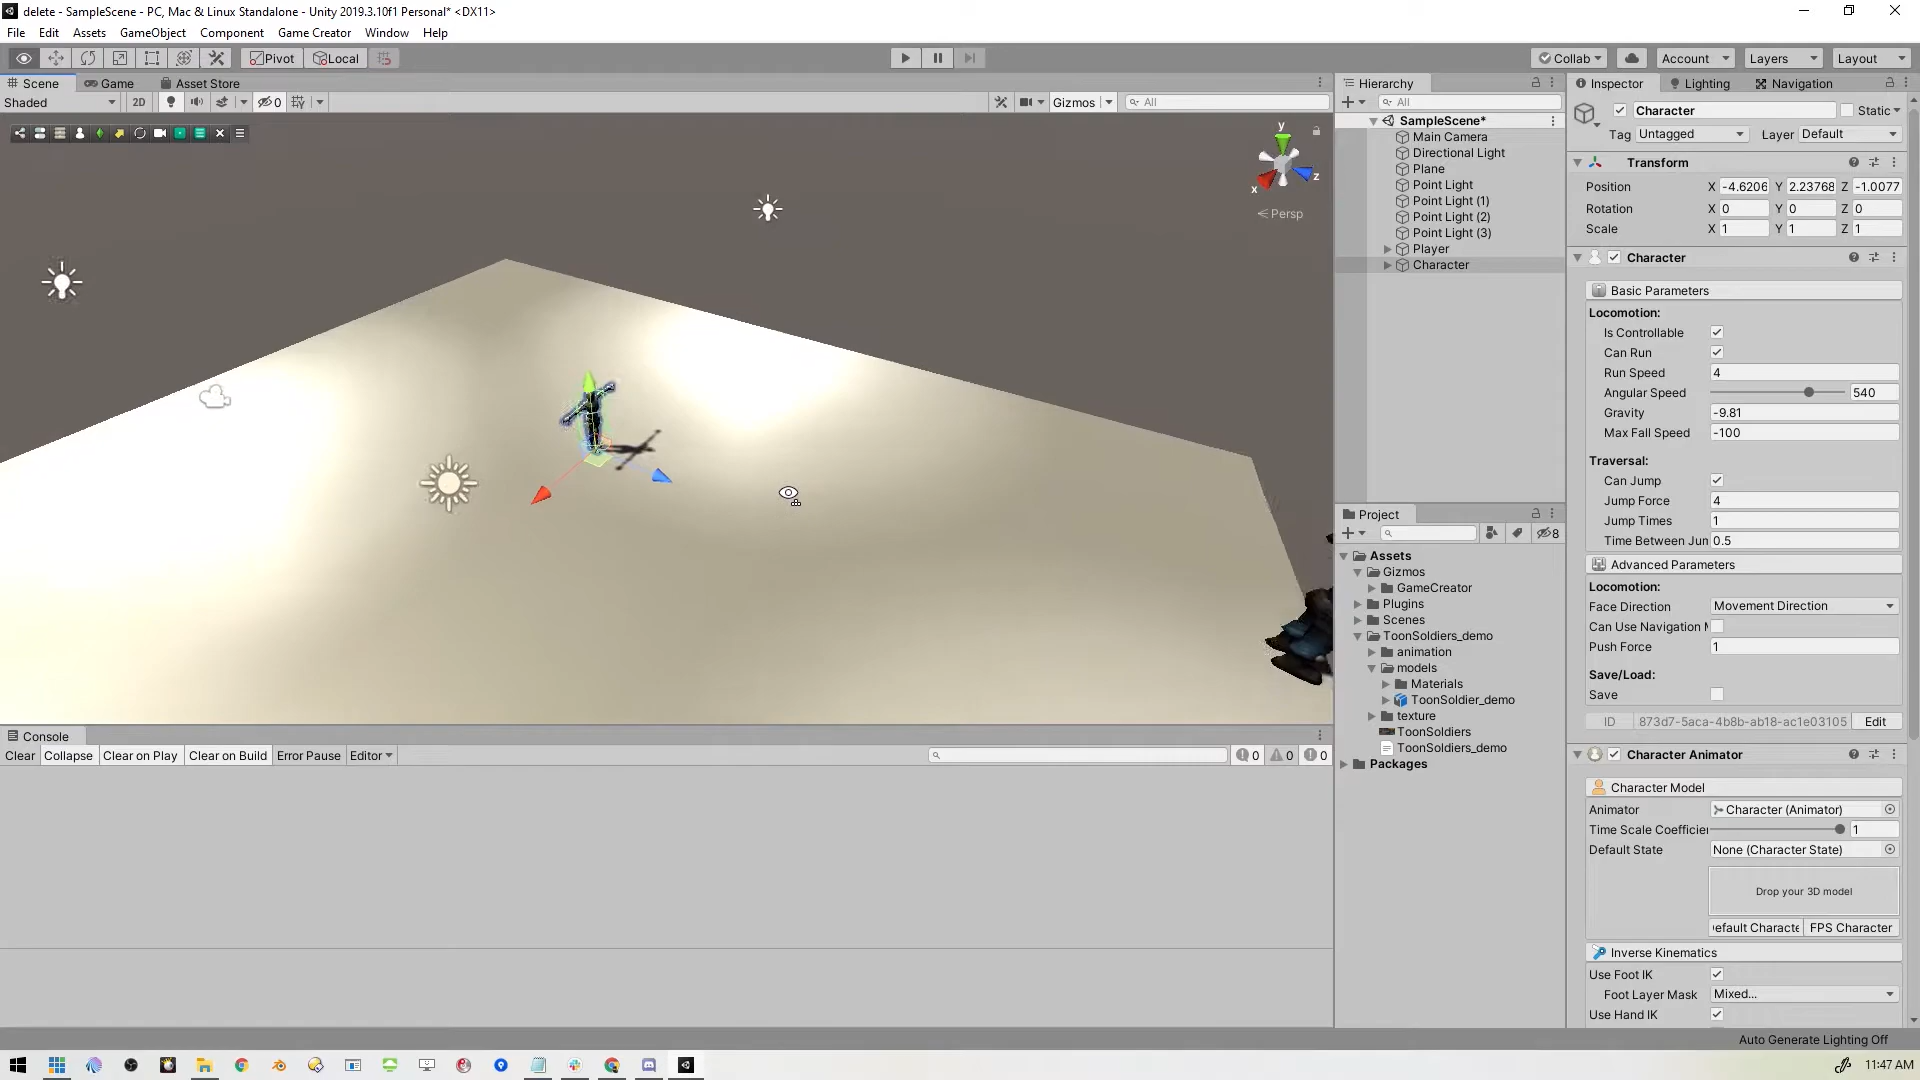 delete - SampleScene - PC, Mac & Linux Standalone - Unity 2019.3.10f1 Personal* <DX11>
File Edit Assets GameObject Component Game Creator Window Help
Pivot Local Collab Account Layers Layout
Scene Game Asset Store
Shaded 2D 0 Gizmos All
y
x
z
Persp
Hierarchy
All
SampleScene*
Main Camera
Directional Light
Plane
Point Light
Point Light (1)
Point Light (2)
Point Light (3)
Player
Character
Project
8
Assets
Gizmos
GameCreator
Plugins
Scenes
ToonSoldiers_demo
animation
models
Materials
ToonSoldier_demo
texture
ToonSoldiers
ToonSoldiers_demo
Packages
Inspector Lighting Navigation
Character Static
Tag Untagged Layer Default
Transform
Position X -4.6206 Y 2.23768 Z -1.0077
Rotation X 0 Y 0 Z 0
Scale X 1 Y 1 Z 1
Character
Basic Parameters
Locomotion:
Is Controllable
Can Run
Run Speed 4
Angular Speed 540
Gravity -9.81
Max Fall Speed -100
Traversal:
Can Jump
Jump Force 4
Jump Times 1
Time Between Jun 0.5
Advanced Parameters
Locomotion:
Face Direction Movement Direction
Can Use Navigation M
Push Force 1
Save/Load:
Save
ID 873d7-5aca-4b8b-ab18-ac1e03105 Edit
Character Animator
Character Model
Animator Character (Animator)
Time Scale Coefficier 1
Default State None (Character State)
Drop your 3D model
efault Characte FPS Character
Inverse Kinematics
Use Foot IK
Foot Layer Mask Mixed...
Use Hand IK
Console
Clear Collapse Clear on Play Clear on Build Error Pause Editor 0 0 0
Auto Generate Lighting Off
11:47 AM